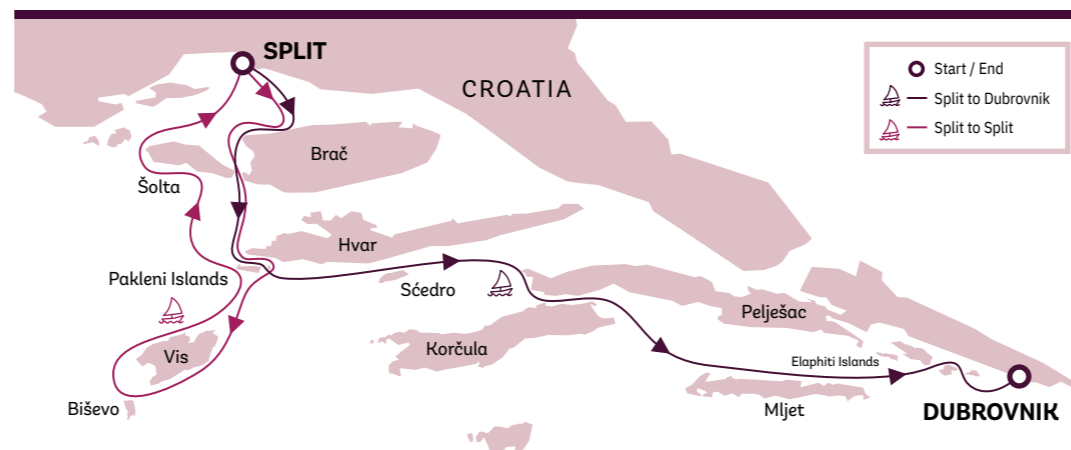 SPLIT
CROATIA
Start / End
Split to Dubrovnik
Split to Split
Brač
Šolta
Hvar
Pakleni Islands
Sćedro
Pelješac
Korčula
Vis
Elaphiti Islands
Biševo
Mljet
DUBROVNIK